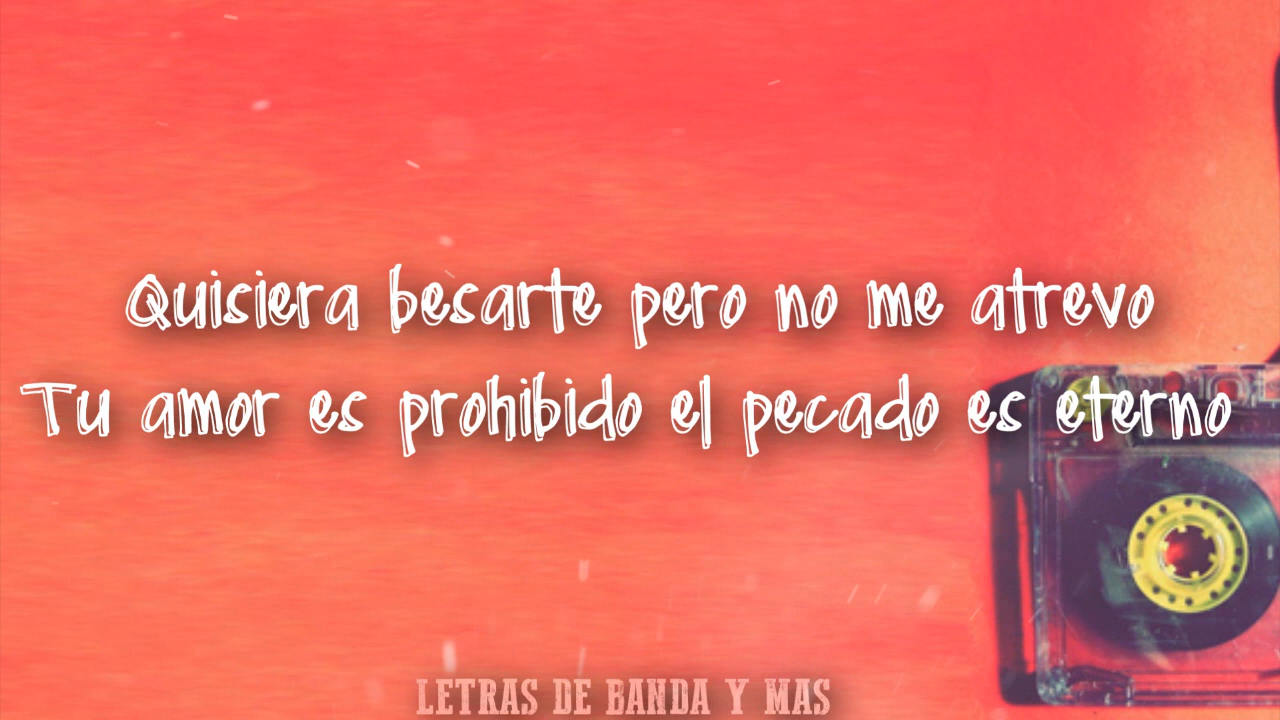 Quisiera besarte pero no me atrevo
Tu amor es prohibido el pecado es eterno
LETRAS DE BANDA Y MAS